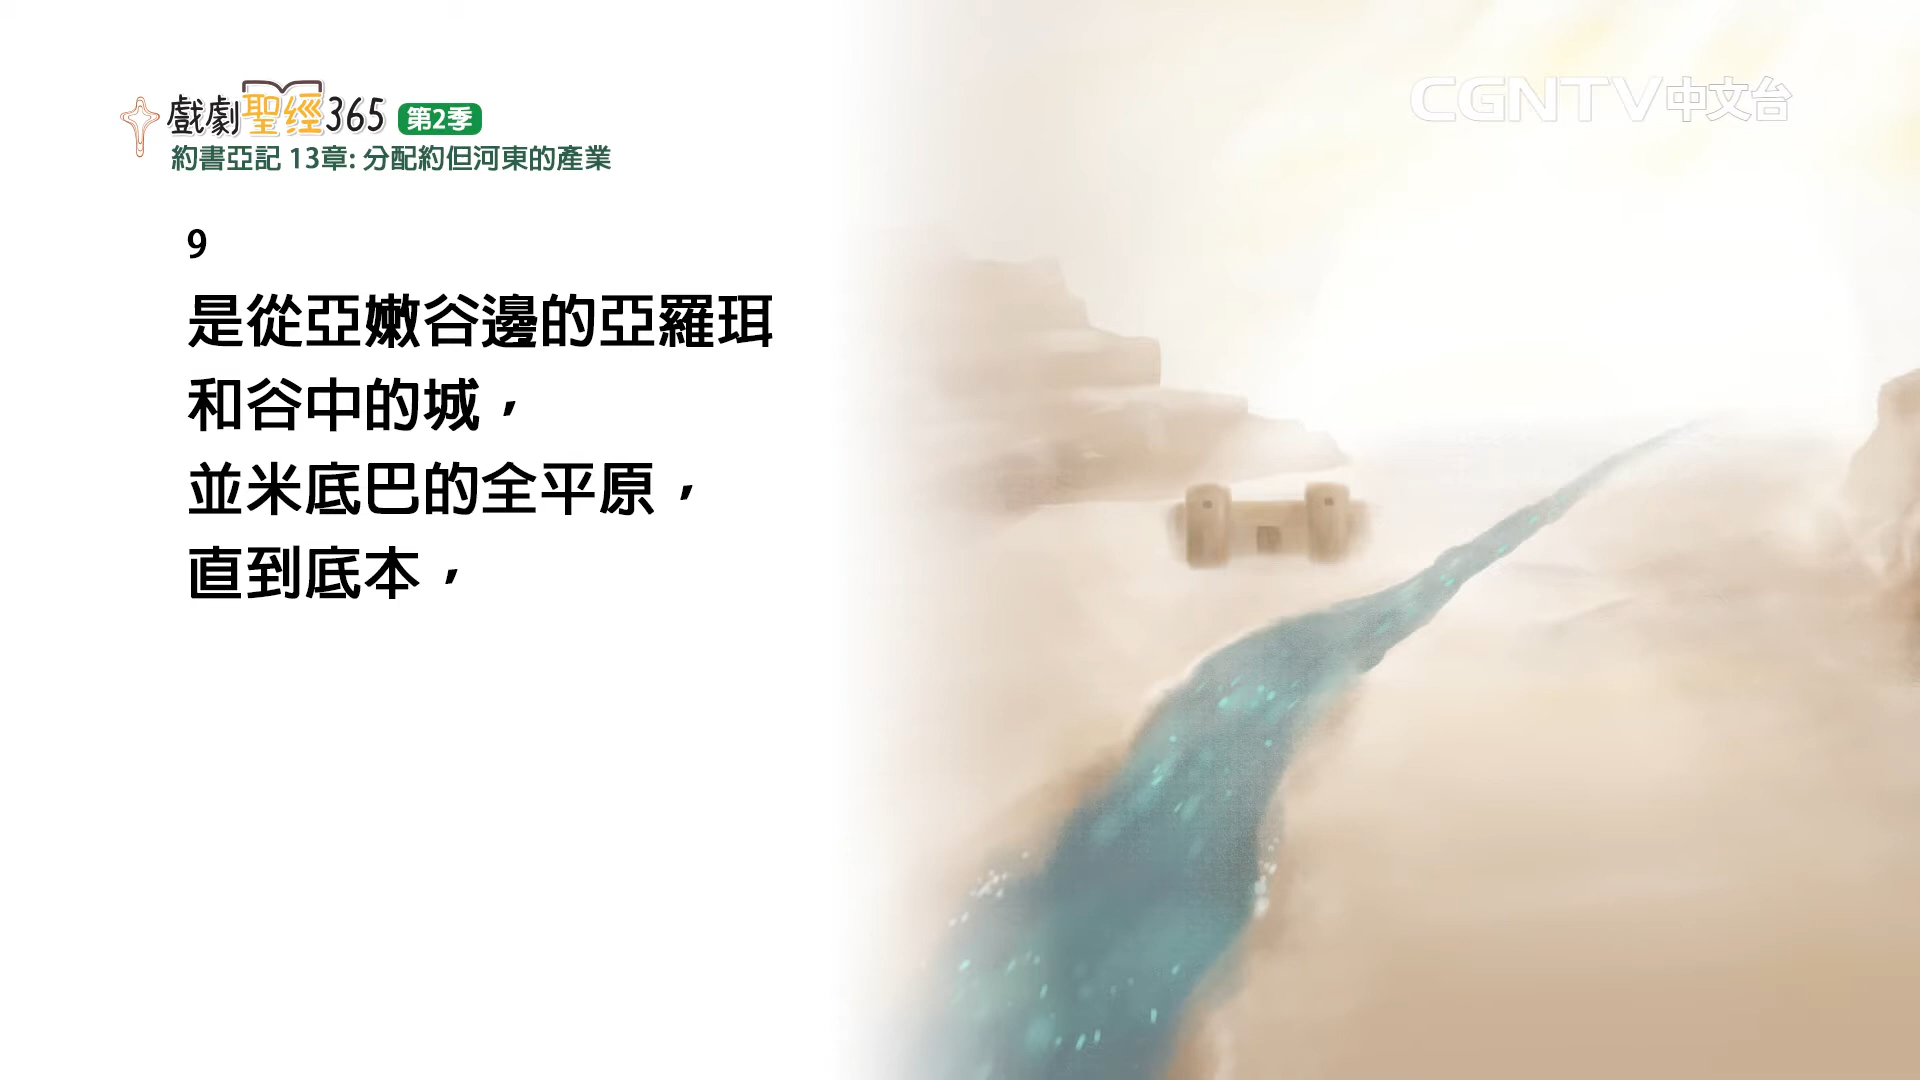 戲劇聖經365 第2季
CGNTV中文台
約書亞記 13章: 分配約但河東的產業
9
是從亞嫩谷邊的亞羅珥
和谷中的城，
並米底巴的全平原，
直到底本，